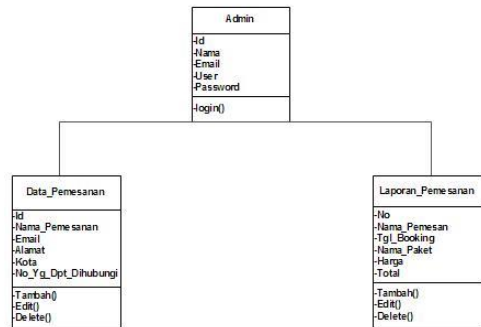 Admin
-Id
-Nama
-Email
-User
-Password
-login()
Data_Pemesanan
-Id
-Nama_Pemesanan
-Email
-Alamat
-Kota
-No_Yg_Dpt_Dihubungi
-Tambah()
-Edit()
-Delete()
Laporan_Pemesanan
-No
-Nama_Pemesan
-Tgl_Booking
-Nama_Paket
-Harga
-Total
-Tambah()
-Edit()
-Delete()